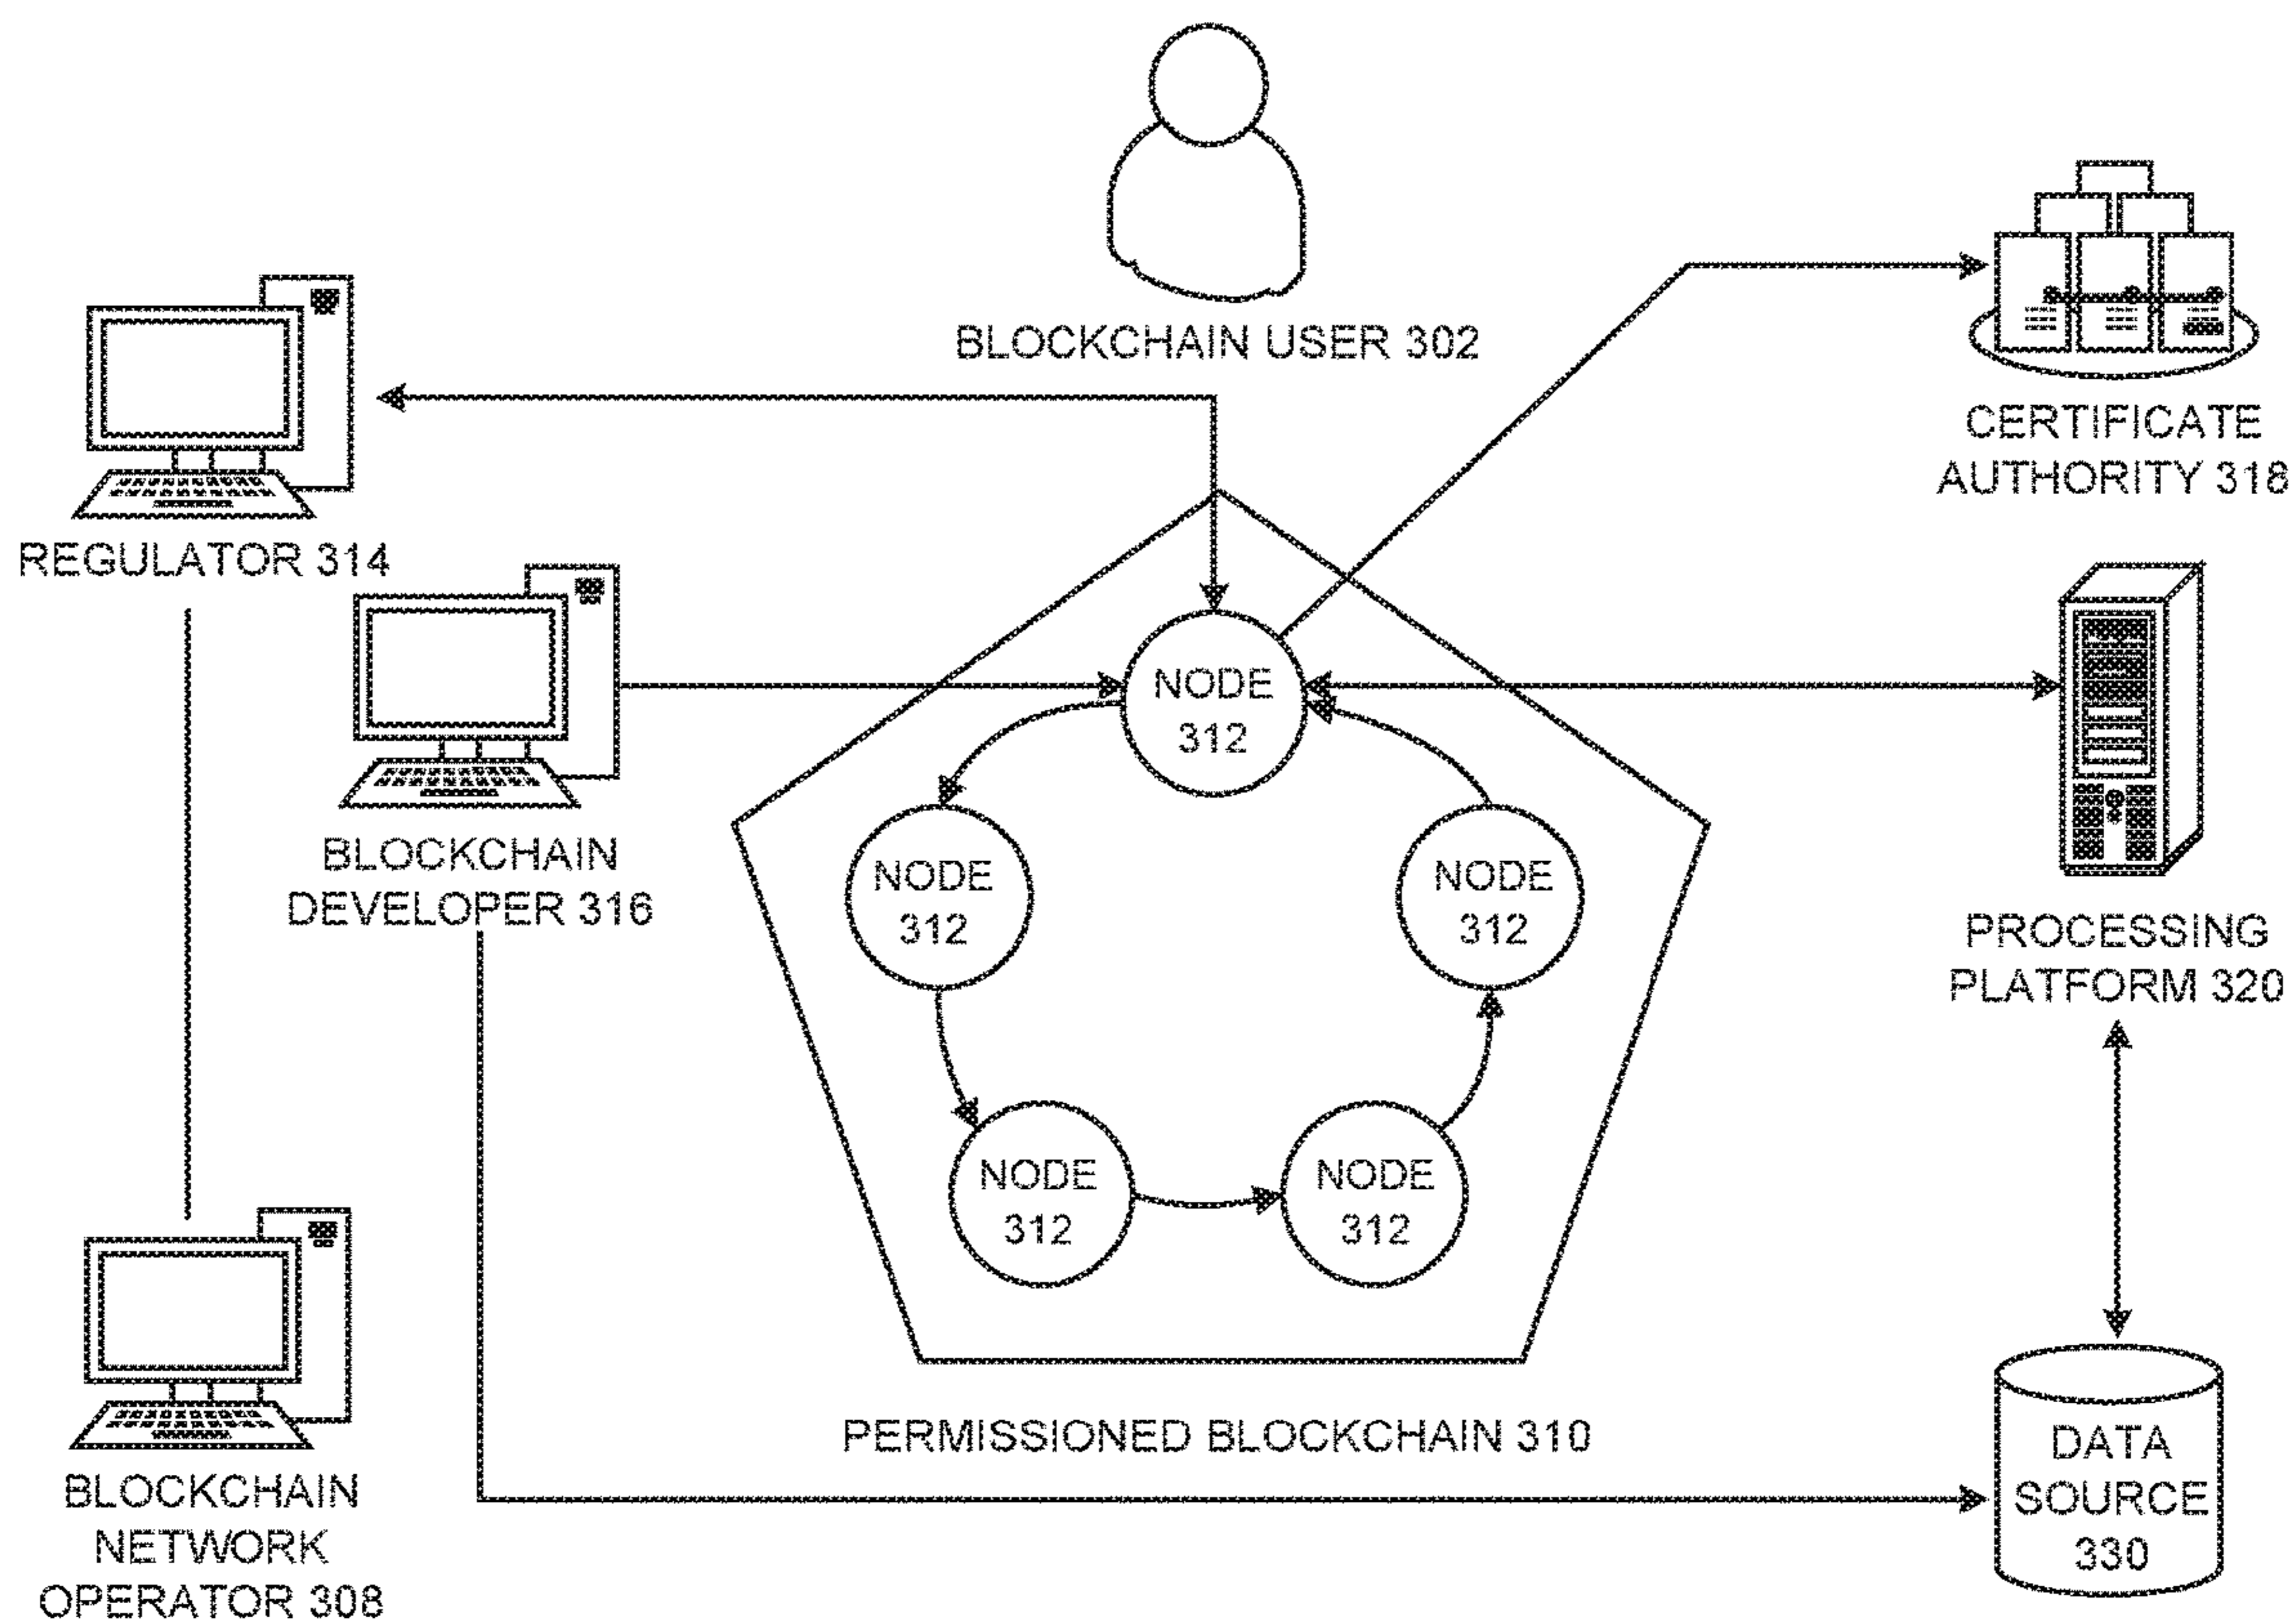 BLOCKCHAIN USER 302
CERTIFICATE
AUTHORITY 318
REGULATOR 314
NODE
312
BLOCKCHAIN
DEVELOPER 316
NODE
312
NODE
312
PROCESSING
PLATFORM 320
NODE
312
NODE
312
PERMISSIONED BLOCKCHAIN 310
DATA
SOURCE
330
BLOCKCHAIN
NETWORK
OPERATOR 308